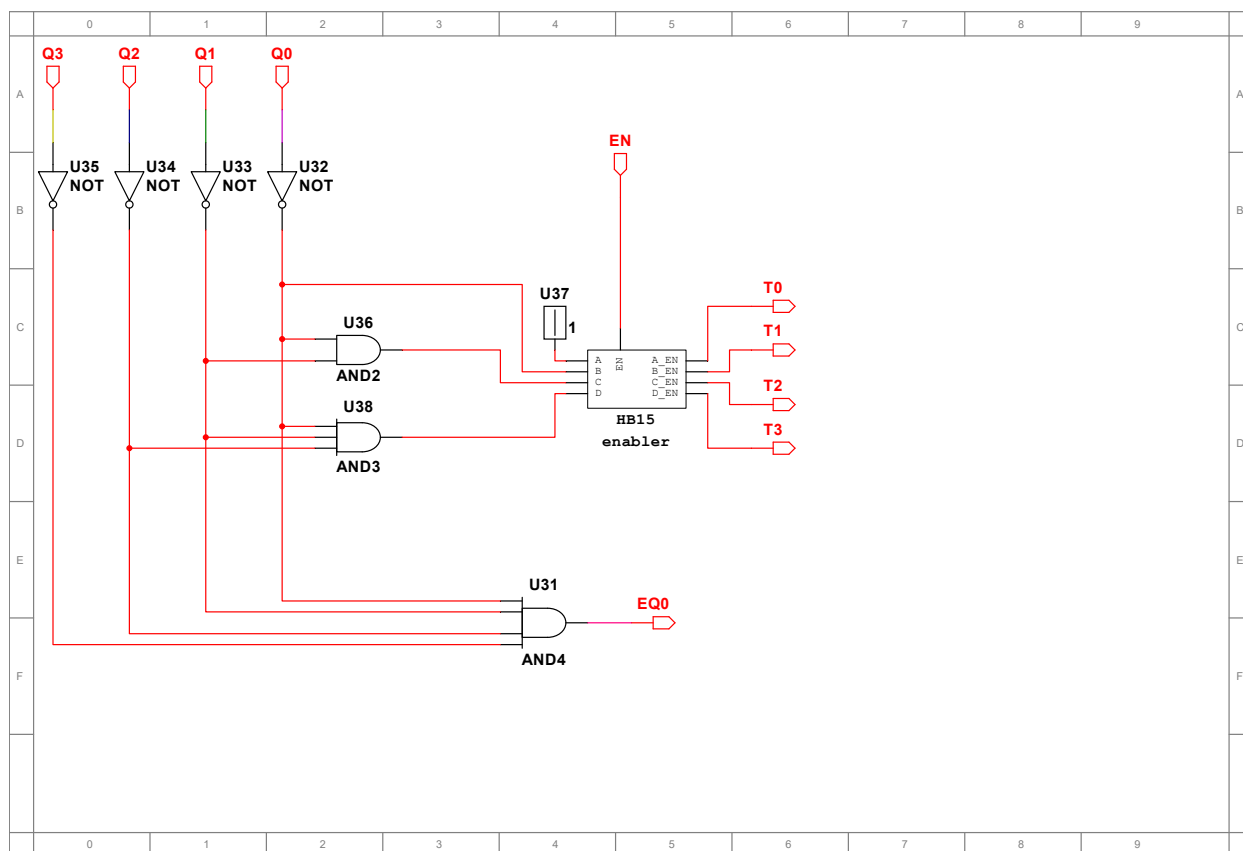 0 1 2 3 4 5 6 7 8 9
Q3 Q2 Q1 Q0
A A
EN
U35 U34 U33 U32
NOT NOT NOT NOT
B B
T0
U37
C 1 C
U36
T1
A A_EN
B B_EN
C C_EN
D D_EN
EN
AND2
T2
U38
HB15
enabler
T3
D D
AND3
E E
U31
EQ0
AND4
F F
0 1 2 3 4 5 6 7 8 9